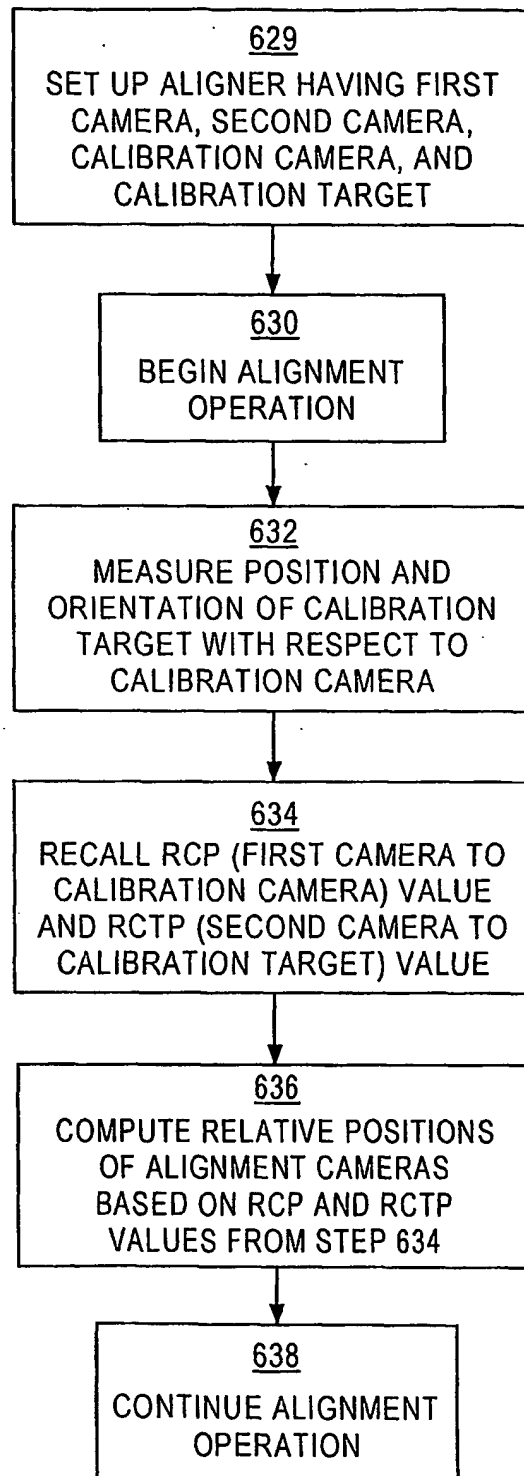 629
SET UP ALIGNER HAVING FIRST
CAMERA, SECOND CAMERA,
CALIBRATION CAMERA, AND
CALIBRATION TARGET
630
BEGIN ALIGNMENT
OPERATION
632
MEASURE POSITION AND
ORIENTATION OF CALIBRATION
TARGET WITH RESPECT TO
CALIBRATION CAMERA
634
RECALL RCP (FIRST CAMERA TO
CALIBRATION CAMERA) VALUE
AND RCTP (SECOND CAMERA TO
CALIBRATION TARGET) VALUE
636
COMPUTE RELATIVE POSITIONS
OF ALIGNMENT CAMERAS
BASED ON RCP AND RCTP
VALUES FROM STEP 634
638
CONTINUE ALIGNMENT
OPERATION